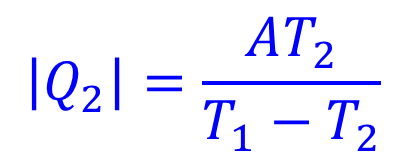 |Q₂| = AT₂ / (T₁ − T₂)